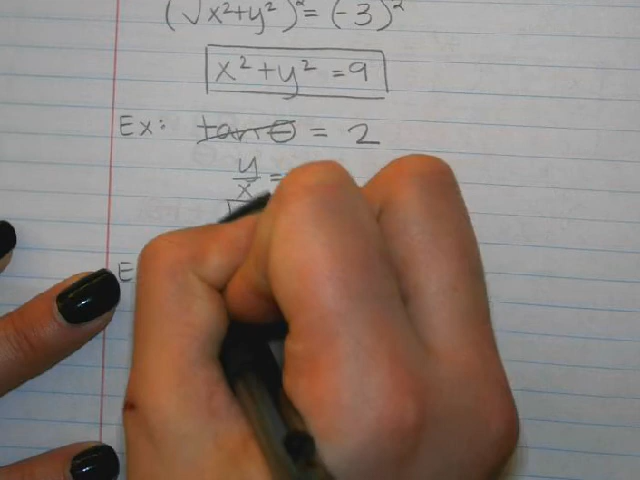 (√x²+y²)² = (-3)²
x² + y² = 9
Ex: tan θ = 2
y/x =
E